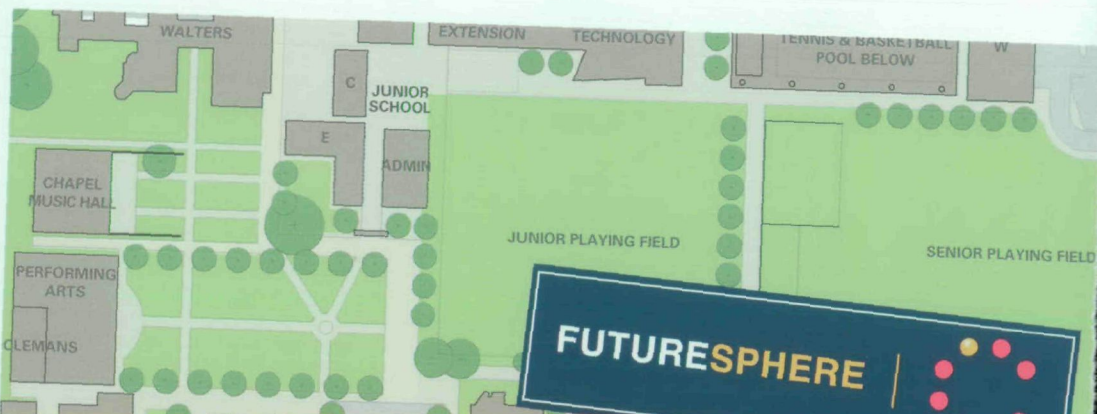 WALTERS
EXTENSION
TECHNOLOGY
TENNIS & BASKETBALL
POOL BELOW
W
C
JUNIOR
SCHOOL
E
ADMIN
CHAPEL
MUSIC HALL
JUNIOR PLAYING FIELD
SENIOR PLAYING FIELD
PERFORMING
ARTS
CLEMANS
FUTURESPHERE